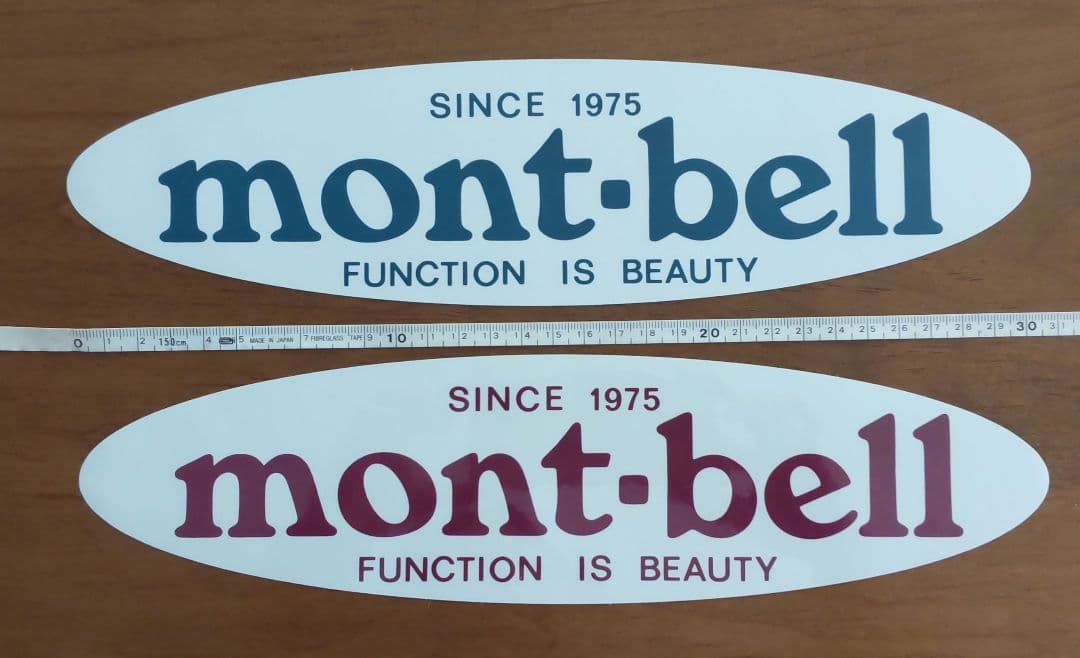 SINCE 1975
mont-bell
FUNCTION IS BEAUTY
0 1 2 150cm 4 5 MADE IN JAPAN 7 FIBREGLASS TAPE 9 10 11 12 13 14 15 16 17 18 19 20 21 22 23 24 25 26 27 28 29 30 31
SINCE 1975
mont-bell
FUNCTION IS BEAUTY